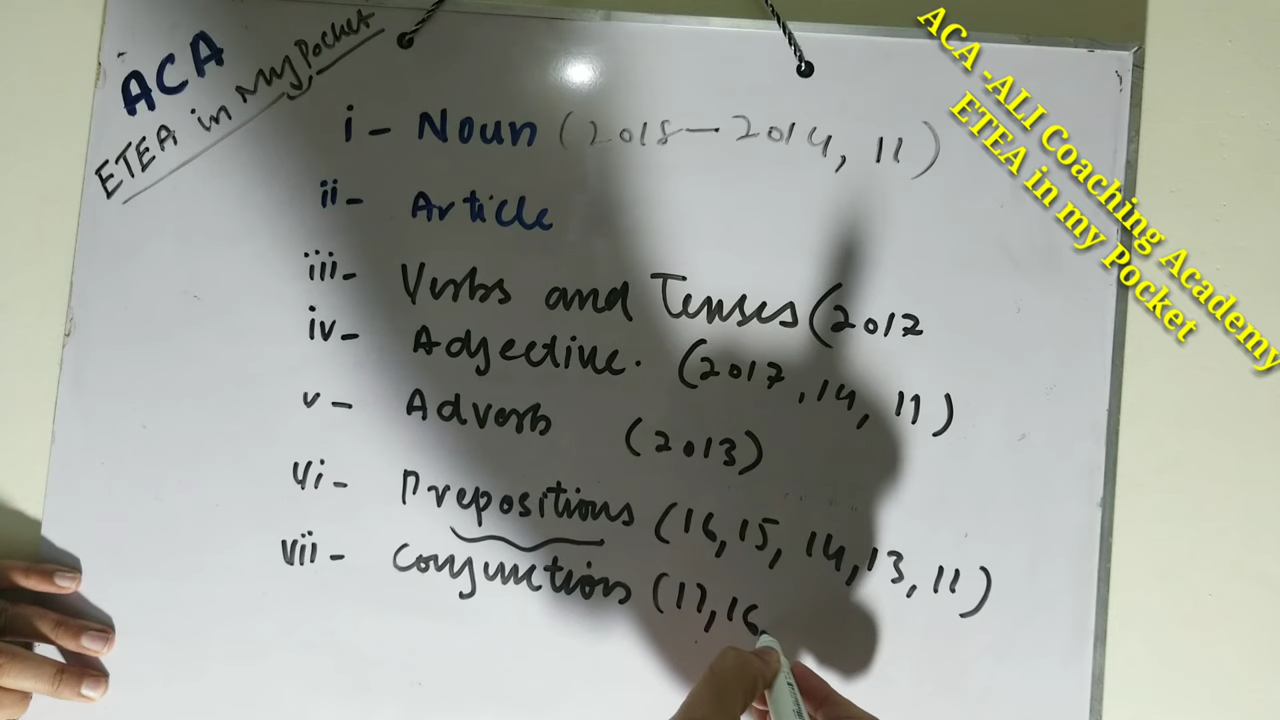 ACA
ETEA in My Pocket
i - Noun (2018 - 2014, 11)
ii - Article
iii - Verbs and Tenses (2017
iv - Adjective. (2017, 14, 11)
v - Adverb (2013)
vi - Prepositions (16, 15, 14, 13, 11)
vii - Conjunctions (17, 16,
ACA -ALI Coaching Academy
ETEA in my Pocket